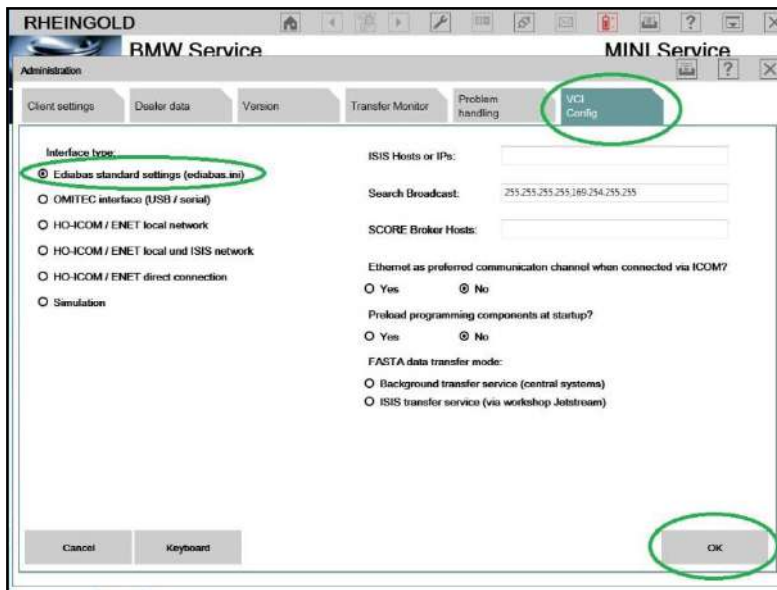 RHEINGOLD
BMW Service
MINI Service
Administration
Client settings
Dealer data
Version
Transfer Monitor
Problem
handling
VCI
Config
Interface type:
Ediabas standard settings (ediabas.ini)
OMITEC interface (USB / serial)
HO-ICOM / ENET local network
HO-ICOM / ENET local und ISIS network
HO-ICOM / ENET direct connection
Simulation
ISIS Hosts or IPs:
Search Broadcast: 255.255.255.255;169.254.255.255
SCORE Broker Hosts:
Ethernet as preferred communicaton channel when connected via ICOM?
Yes No
Preload programming components at startup?
Yes No
FASTA data transfer mode:
Background transfer service (central systems)
ISIS transfer service (via workshop Jetstream)
Cancel
Keyboard
OK